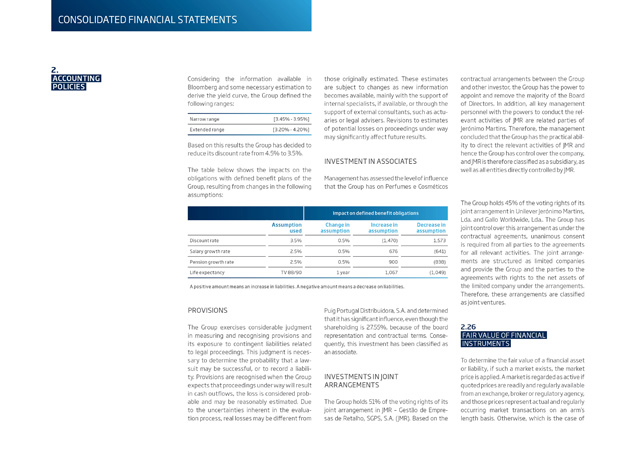 CONSOLIDATED FINANCIAL STATEMENTS
2.
ACCOUNTING
POLICIES
Considering the information available in
Bloomberg and some necessary estimation to
derive the yield curve, the Group defined the
following ranges:
Narrow range [3.45% - 3.95%]
Extended range [3.20% - 4.20%]
Based on this results the Group has decided to
reduce its discount rate from 4.5% to 3.5%.
The table below shows the impacts on the
obligations with defined benefit plans of the
Group, resulting from changes in the following
assumptions:
those originally estimated. These estimates
are subject to changes as new information
becomes available, mainly with the support of
internal specialists, if available, or through the
support of external consultants, such as actu-
aries or legal advisers. Revisions to estimates
of potential losses on proceedings under way
may significantly affect future results.
INVESTMENT IN ASSOCIATES
Management has assessed the level of influence
that the Group has on Perfumes e Cosméticos
Impact on defined benefit obligations
Assumption used Change in assumption Increase in assumption Decrease in assumption
Discount rate 3.5% 0.5% (1,470) 1,573
Salary growth rate 2.5% 0.5% 676 (641)
Pension growth rate 2.5% 0.5% 900 (838)
Life expectancy TV 88/90 1 year 1,067 (1,049)
A positive amount means an increase in liabilities. A negative amount means a decrease on liabilities.
PROVISIONS
The Group exercises considerable judgment
in measuring and recognising provisions and
its exposure to contingent liabilities related
to legal proceedings. This judgment is neces-
sary to determine the probability that a law-
suit may be successful, or to record a liabili-
ty. Provisions are recognised when the Group
expects that proceedings under way will result
in cash outflows, the loss is considered prob-
able and may be reasonably estimated. Due
to the uncertainties inherent in the evalua-
tion process, real losses may be different from
Puig Portugal Distribuidora, S.A. and determined
that it has significant influence, even though the
shareholding is 27.55%, because of the board
representation and contractual terms. Conse-
quently, this investment has been classified as
an associate.
INVESTMENTS IN JOINT
ARRANGEMENTS
The Group holds 51% of the voting rights of its
joint arrangement in JMR – Gestão de Empre-
sas de Retalho, SGPS, S.A. (JMR). Based on the
contractual arrangements between the Group
and other investor, the Group has the power to
appoint and remove the majority of the Board
of Directors. In addition, all key management
personnel with the powers to conduct the rel-
evant activities of JMR are related parties of
Jerónimo Martins. Therefore, the management
concluded that the Group has the practical abil-
ity to direct the relevant activities of JMR and
hence the Group has control over the company,
and JMR is therefore classified as a subsidiary, as
well as all entities directly controlled by JMR.
The Group holds 45% of the voting rights of its
joint arrangement in Unilever Jerónimo Martins,
Lda. and Gallo Worldwide, Lda.. The Group has
joint control over this arrangement as under the
contractual agreements, unanimous consent
is required from all parties to the agreements
for all relevant activities. The joint arrange-
ments are structured as limited companies
and provide the Group and the parties to the
agreements with rights to the net assets of
the limited company under the arrangements.
Therefore, these arrangements are classified
as joint ventures.
2.26
FAIR VALUE OF FINANCIAL
INSTRUMENTS
To determine the fair value of a financial asset
or liability, if such a market exists, the market
price is applied. A market is regarded as active if
quoted prices are readily and regularly available
from an exchange, broker or regulatory agency,
and those prices represent actual and regularly
occurring market transactions on an arm's
length basis. Otherwise, which is the case of